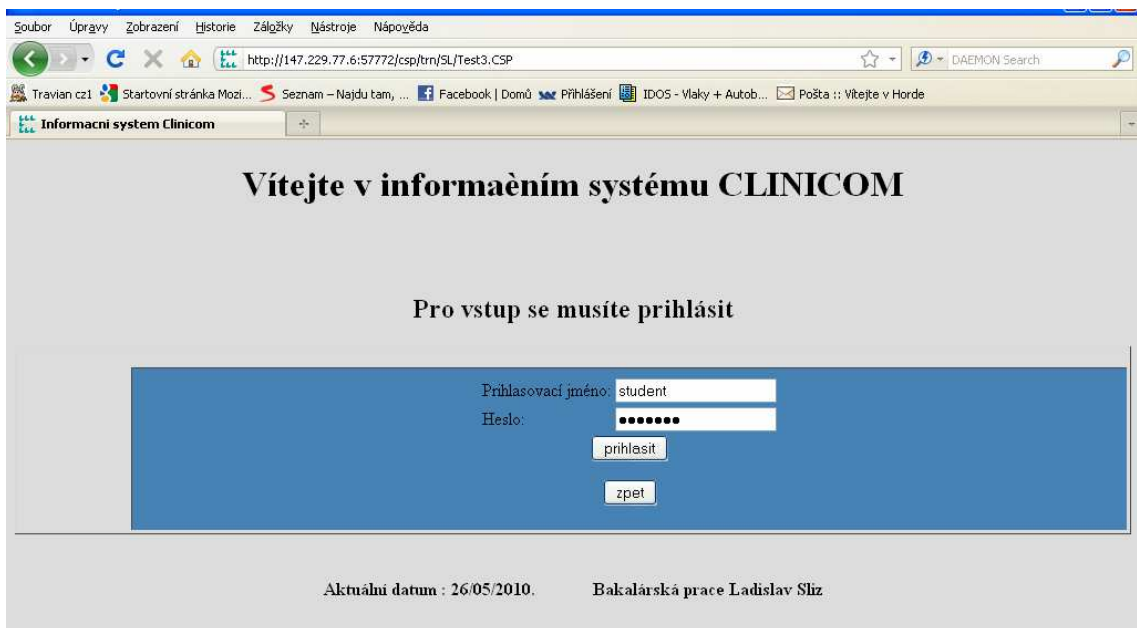 Soubor Úpravy Zobrazení Historie Záložky Nástroje Nápověda
http://147.229.77.6:57772/csp/trn/SL/Test3.CSP DAEMON Search
Travian cz1 Startovní stránka Mozi... Seznam – Najdu tam, ... Facebook | Domů Přihlášení IDOS - Vlaky + Autob... Pošta :: Vítejte v Horde
Informacni system Clinicom
Vítejte v informaèním systému CLINICOM
Pro vstup se musíte prihlásit
Prihlasovací jméno: student
Heslo:
prihlasit
zpet
Aktuální datum : 26/05/2010. Bakalárská prace Ladislav Sliz